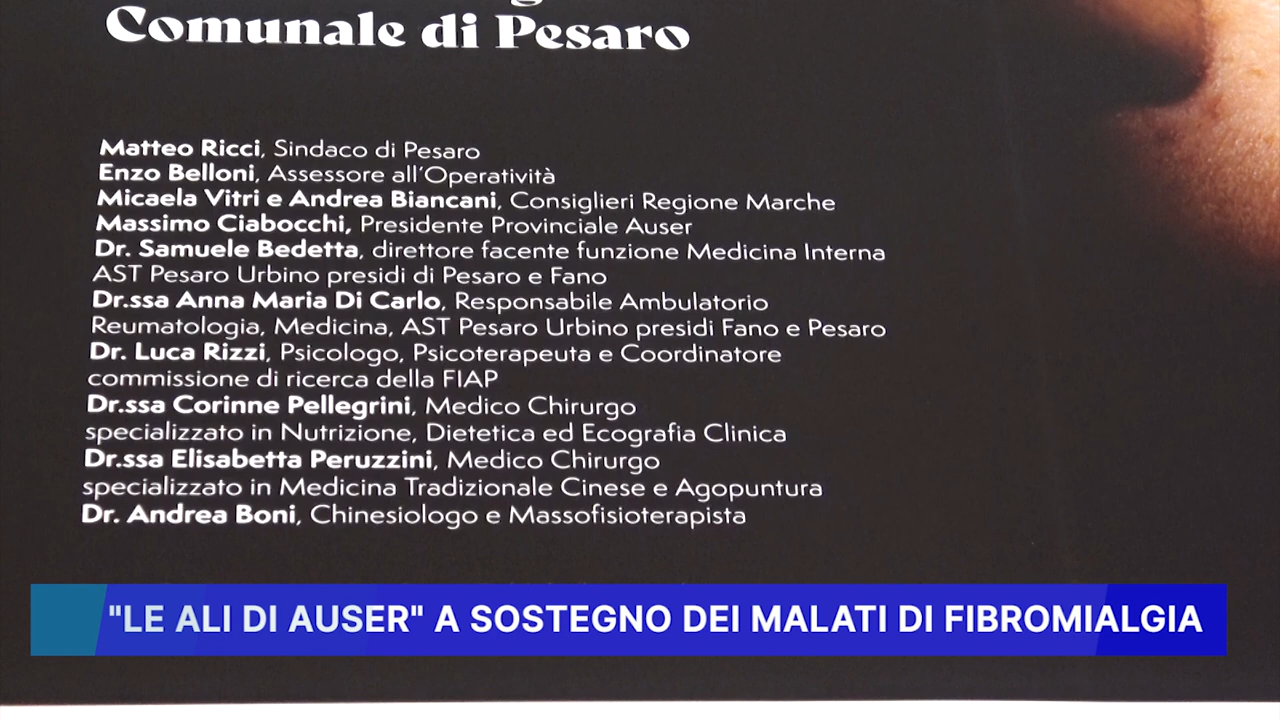 Comunale di Pesaro
Matteo Ricci, Sindaco di Pesaro
Enzo Belloni, Assessore all'Operatività
Micaela Vitri e Andrea Biancani, Consiglieri Regione Marche
Massimo Ciabocchi, Presidente Provinciale Auser
Dr. Samuele Bedetta, direttore facente funzione Medicina Interna
AST Pesaro Urbino presidi di Pesaro e Fano
Dr.ssa Anna Maria Di Carlo, Responsabile Ambulatorio
Reumatologia, Medicina, AST Pesaro Urbino presidi Fano e Pesaro
Dr. Luca Rizzi, Psicologo, Psicoterapeuta e Coordinatore
commissione di ricerca della FIAP
Dr.ssa Corinne Pellegrini, Medico Chirurgo
specializzato in Nutrizione, Dietetica ed Ecografia Clinica
Dr.ssa Elisabetta Peruzzini, Medico Chirurgo
specializzato in Medicina Tradizionale Cinese e Agopuntura
Dr. Andrea Boni, Chinesiologo e Massofisioterapista
"LE ALI DI AUSER" A SOSTEGNO DEI MALATI DI FIBROMIALGIA